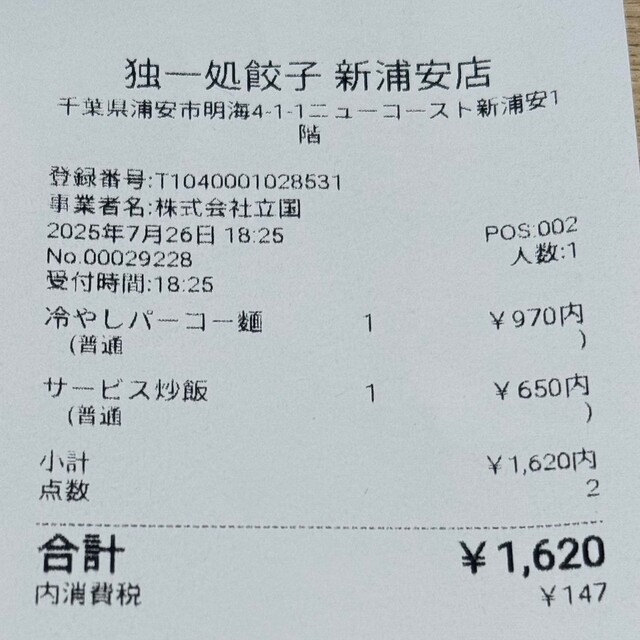 独一処餃子 新浦安店
千葉県浦安市明海4-1-1ニューコースト新浦安1
階
登録番号:T1040001028531
事業者名:株式会社立国
2025年7月26日 18:25 POS:002
No.00029228 人数:1
受付時間:18:25
冷やしパーコー麺 1 ¥970内
(普通 )
サービス炒飯 1 ¥650内
(普通 )
小計 ¥1,620内
点数 2
合計 ¥1,620
内消費税 ¥147